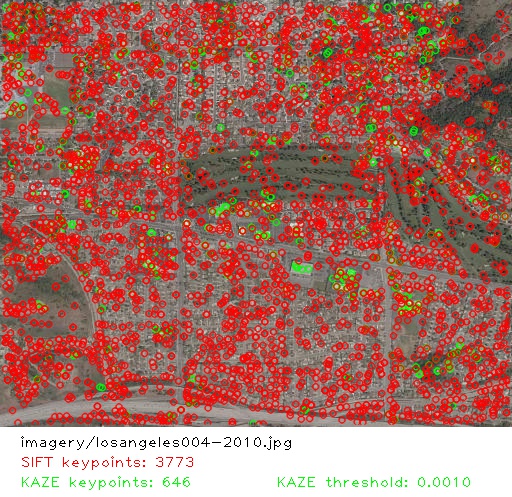 imagery/losangeles004-2010.jpg
SIFT keypoints: 3773
KAZE keypoints: 646 KAZE threshold: 0.0010